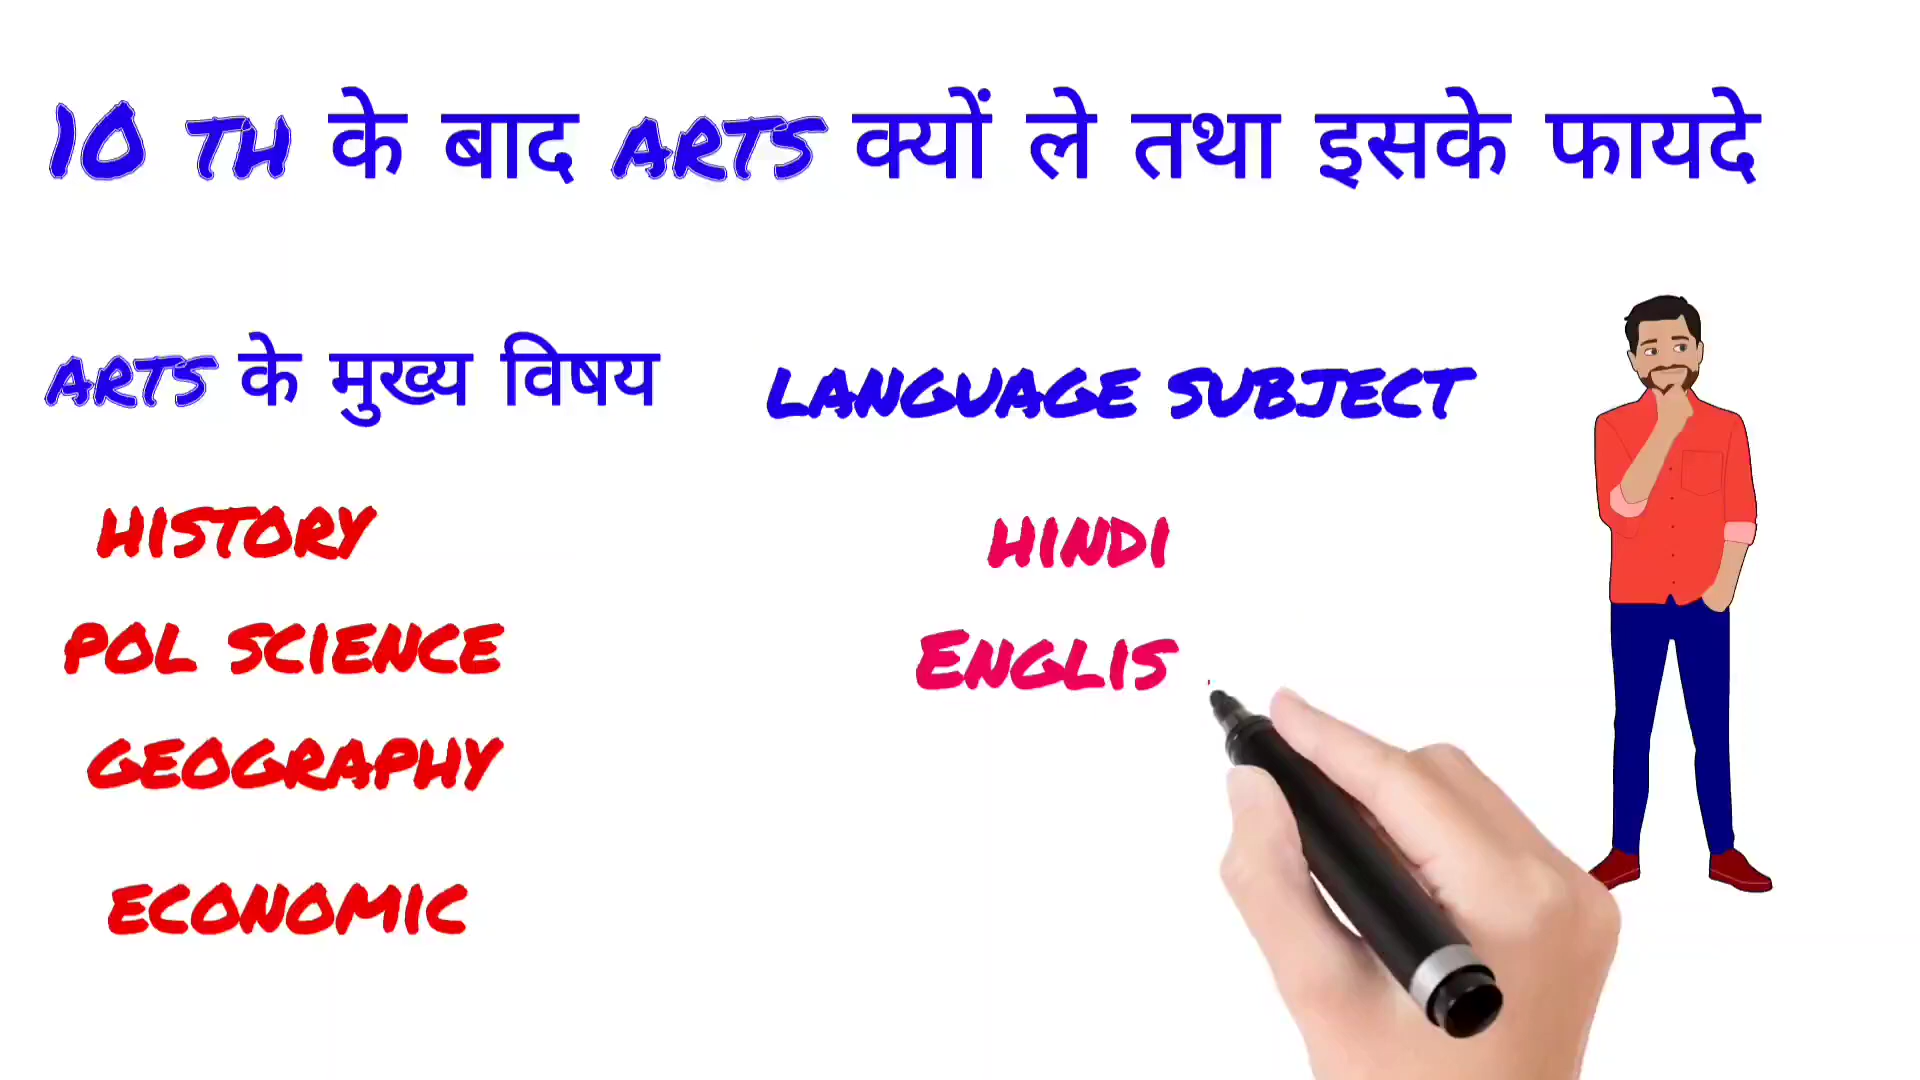 10 TH के बाद ARTS क्यों ले तथा इसके फायदे
ARTS के मुख्य विषय
HISTORY
POL SCIENCE
GEOGRAPHY
ECONOMIC
LANGUAGE SUBJECT
HINDI
ENGLIS